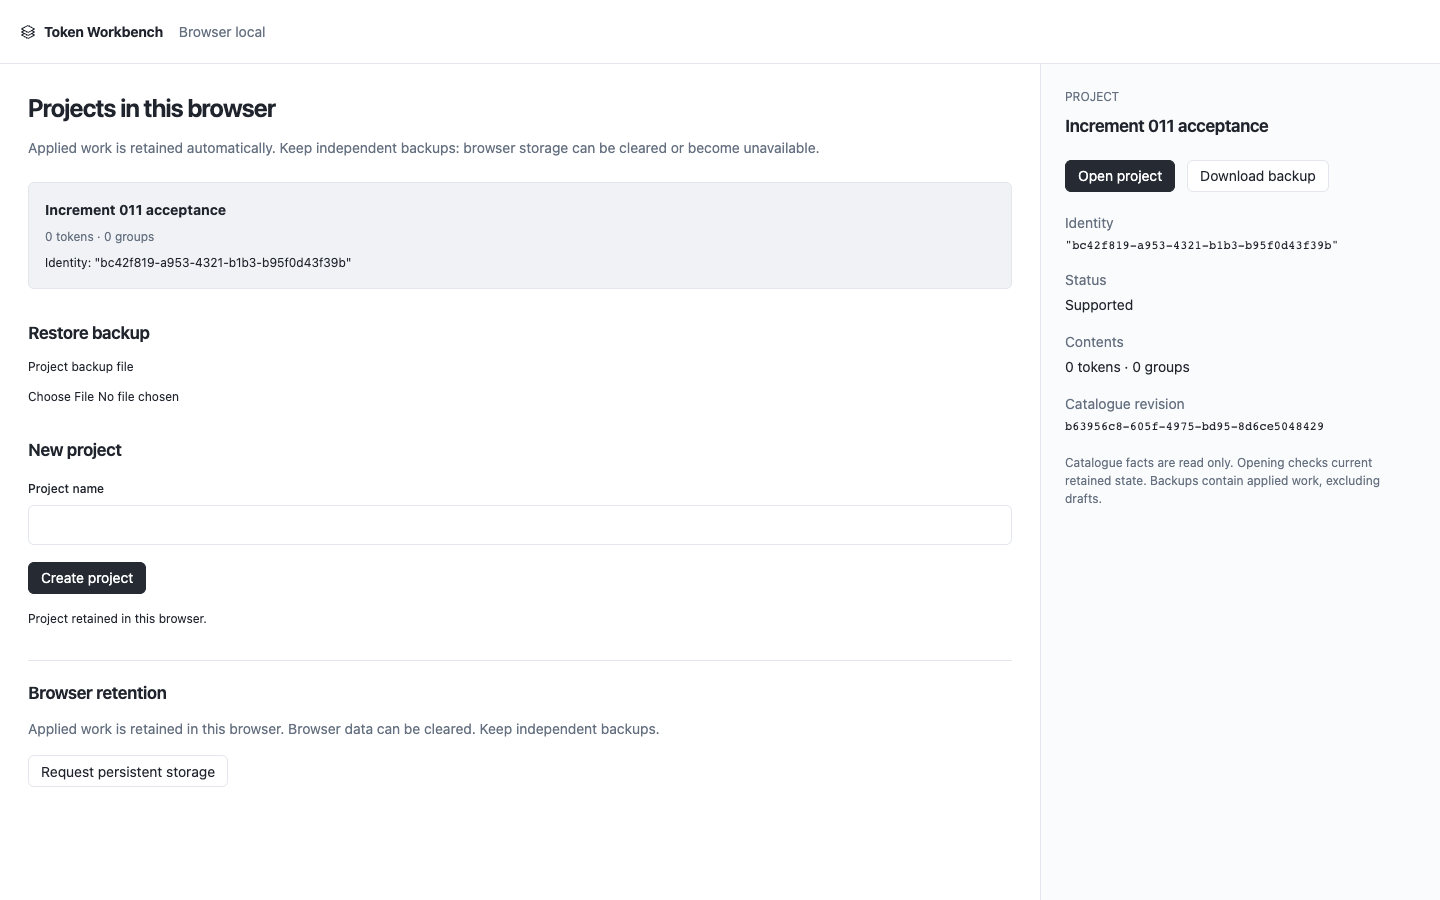 Token Workbench Browser local
Projects in this browser
Applied work is retained automatically. Keep independent backups: browser storage can be cleared or become unavailable.
Increment 011 acceptance
0 tokens · 0 groups
Identity: "bc42f819-a953-4321-b1b3-b95f0d43f39b"
Restore backup
Project backup file
Choose File No file chosen
New project
Project name
Create project
Project retained in this browser.
Browser retention
Applied work is retained in this browser. Browser data can be cleared. Keep independent backups.
Request persistent storage
PROJECT
Increment 011 acceptance
Open project Download backup
Identity
"bc42f819-a953-4321-b1b3-b95f0d43f39b"
Status
Supported
Contents
0 tokens · 0 groups
Catalogue revision
b63956c8-605f-4975-bd95-8d6ce5048429
Catalogue facts are read only. Opening checks current
retained state. Backups contain applied work, excluding
drafts.